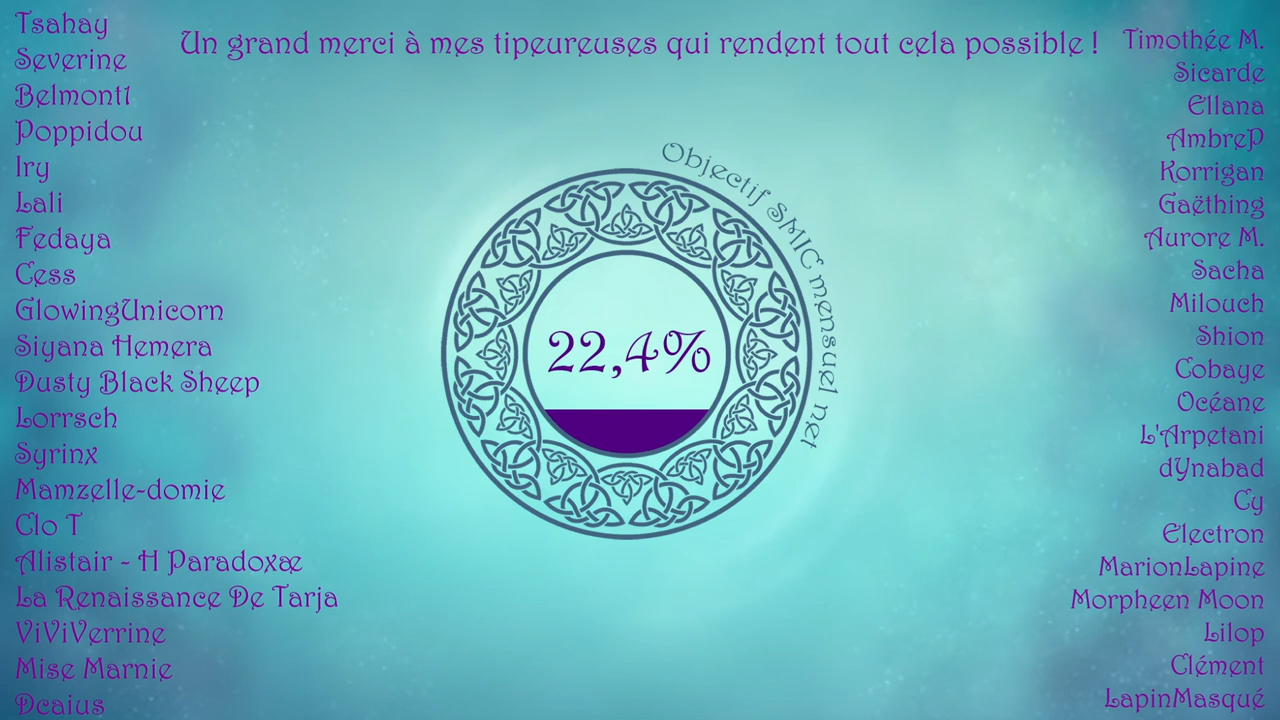 Un grand merci à mes tipeureuses qui rendent tout cela possible !
Tsahay
Severine
Belmont1
Poppidou
Iry
Lali
Fedaya
Cess
GlowingUnicorn
Siyana Hemera
Dusty Black Sheep
Lorrsch
Syrinx
Mamzelle-domie
Clo T
Alistair - H Paradoxæ
La Renaissance De Tarja
ViViVerrine
Mise Marnie
Dcaius
Objectif SMIC mensuel net
22,4%
Timothée M.
Sicarde
Ellana
AmbreP
Korrigan
Gaëthing
Aurore M.
Sacha
Milouch
Shion
Cobaye
Océane
L'Arpetani
dYnabad
Cy
Electron
MarionLapine
Morpheen Moon
Lilop
Clément
LapinMasqué